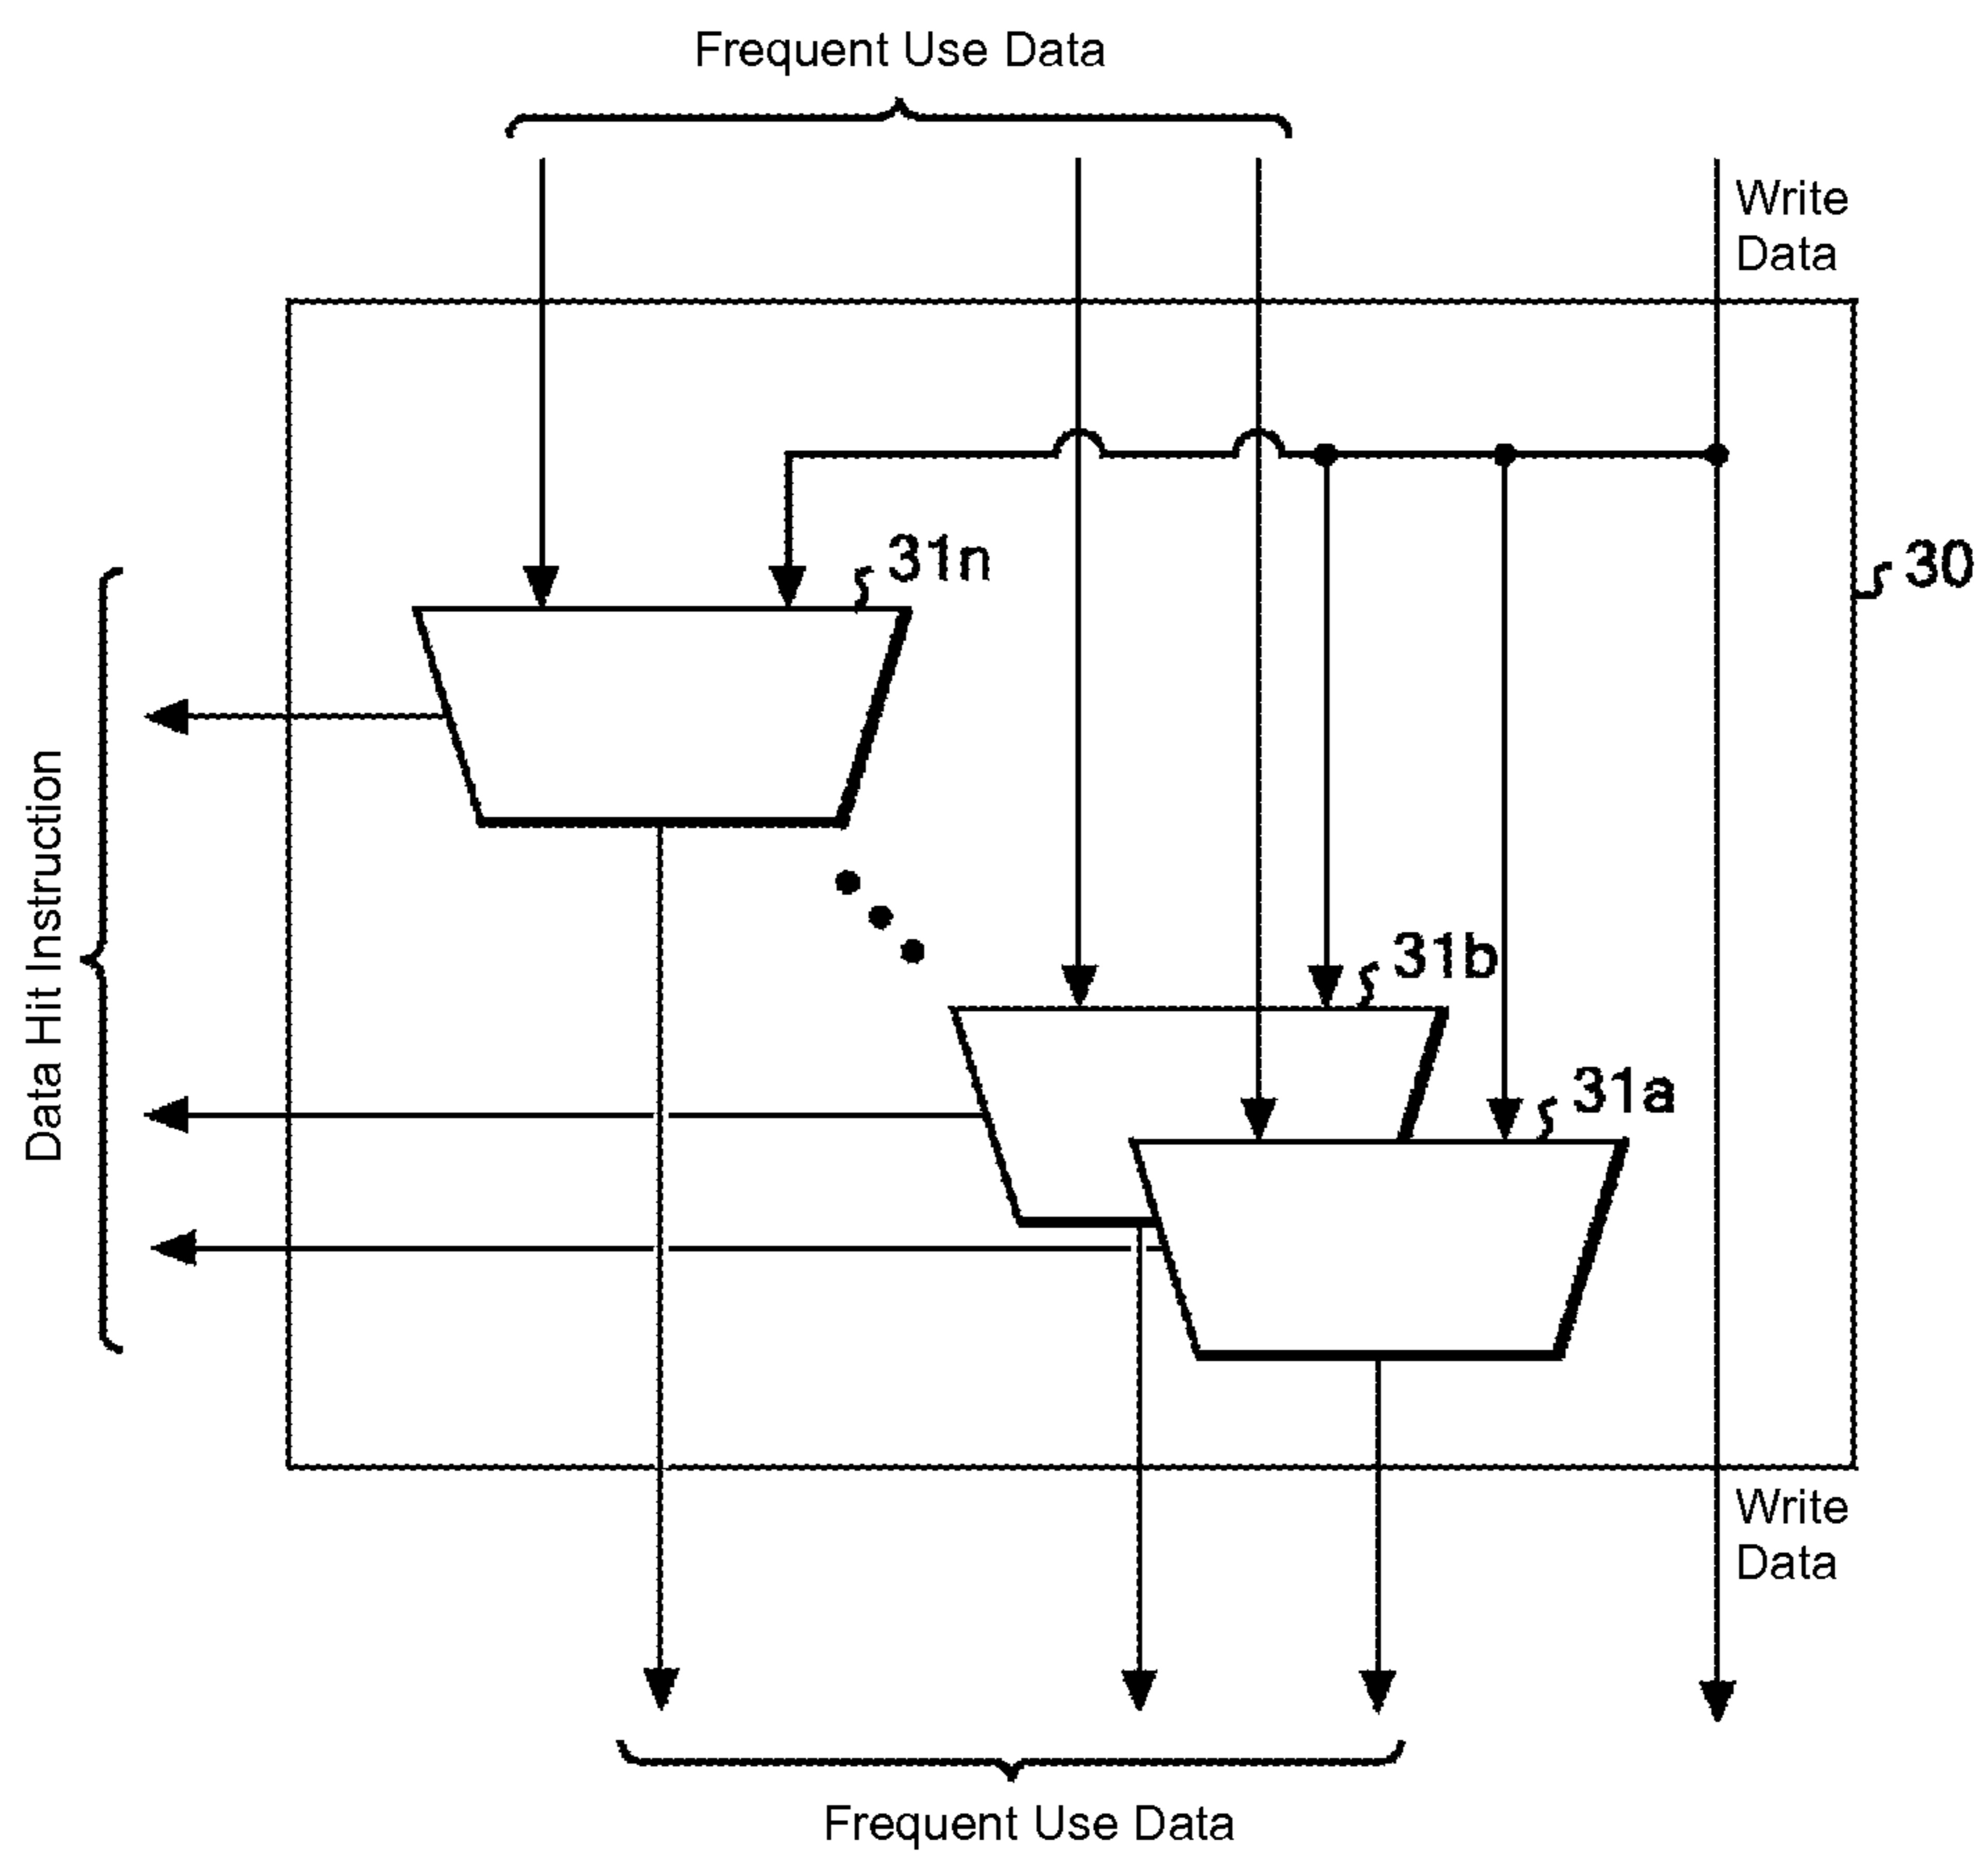 Frequent Use Data
Write
Data
31n
30
Data Hit Instruction
31b
31a
Write
Data
Frequent Use Data